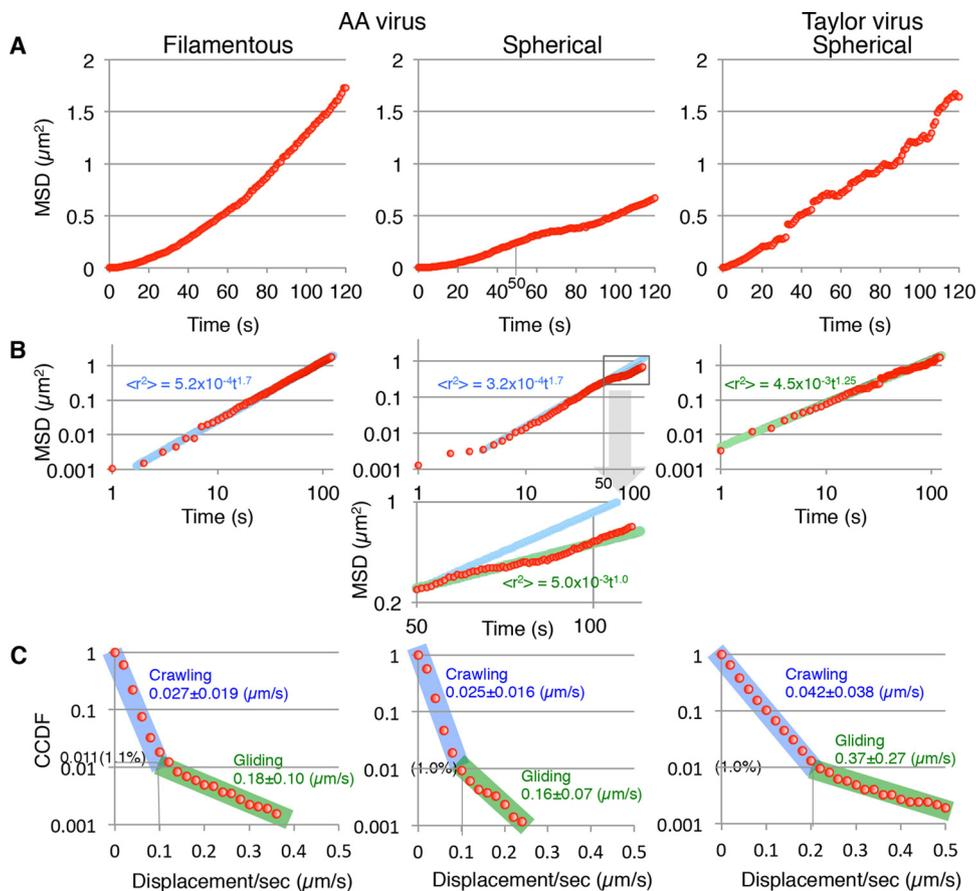 AA virus
Taylor virus
A
Filamentous
Spherical
Spherical
MSD (µm²)
2
1.5
1
0.5
0
0 20 40 60 80 100 120
Time (s)
2
1.5
1
0.5
0
0 20 40 50 60 80 100 120
Time (s)
2
1.5
1
0.5
0
0 20 40 60 80 100 120
Time (s)
B
MSD (µm²)
1
0.1
0.01
0.001
<r²> = 5.2x10⁻⁴t¹·⁷
1 10 100
Time (s)
1
0.1
0.01
0.001
<r²> = 3.2x10⁻⁴t¹·⁷
1 10 50 100
1
0.1
0.01
0.001
<r²> = 4.5x10⁻³t¹·²⁵
1 10 100
Time (s)
MSD (µm²)
1
0.2
<r²> = 5.0x10⁻³t¹·⁰
50 100
Time (s)
C
CCDF
1
0.1
0.011(1.1%)
0.01
0.001
Crawling
0.027±0.019 (µm/s)
Gliding
0.18±0.10 (µm/s)
0 0.1 0.2 0.3 0.4 0.5
Displacement/sec (µm/s)
1
0.1
0.01
(1.0%)
0.001
Crawling
0.025±0.016 (µm/s)
Gliding
0.16±0.07 (µm/s)
0 0.1 0.2 0.3 0.4 0.5
Displacement/sec (µm/s)
1
0.1
0.01
(1.0%)
0.001
Crawling
0.042±0.038 (µm/s)
Gliding
0.37±0.27 (µm/s)
0 0.1 0.2 0.3 0.4 0.5
Displacement/sec (µm/s)